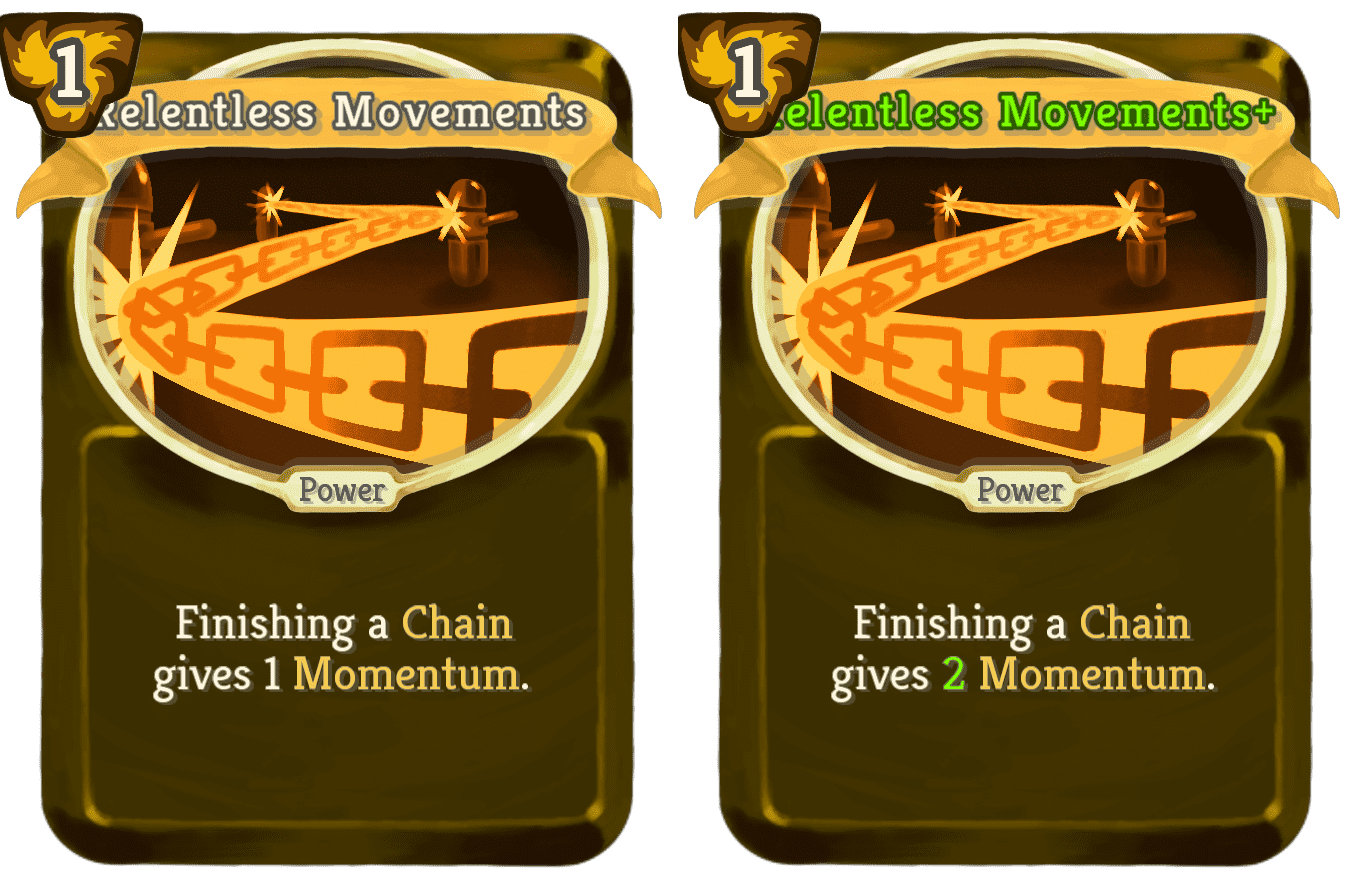 1
Relentless Movements
Power
Finishing a Chain
gives 1 Momentum.
1
Relentless Movements+
Power
Finishing a Chain
gives 2 Momentum.